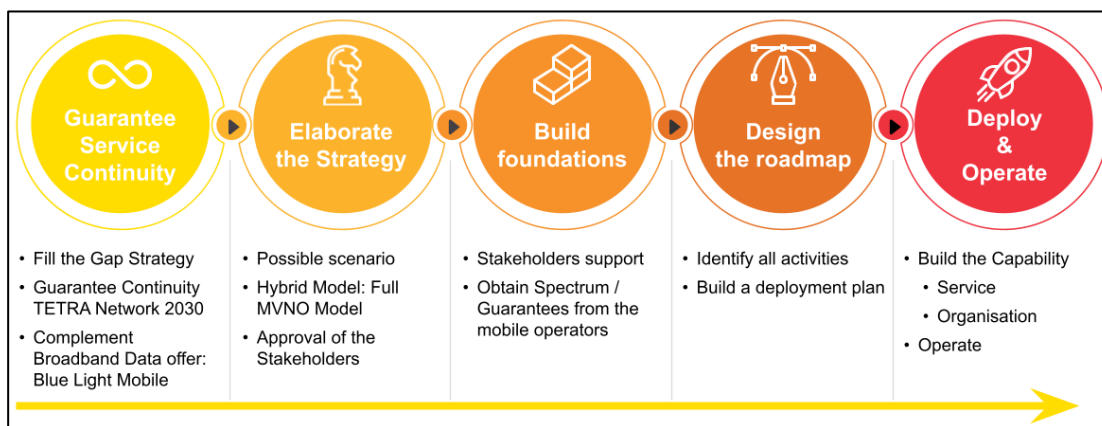 Guarantee
Service
Continuity
Elaborate
the Strategy
Build
foundations
Design
the roadmap
Deploy
&
Operate
• Fill the Gap Strategy
• Guarantee Continuity
TETRA Network 2030
• Complement
Broadband Data offer:
Blue Light Mobile
• Possible scenario
• Hybrid Model: Full
MVNO Model
• Approval of the
Stakeholders
• Stakeholders support
• Obtain Spectrum /
Guarantees from the
mobile operators
• Identify all activities
• Build a deployment plan
• Build the Capability
• Service
• Organisation
• Operate